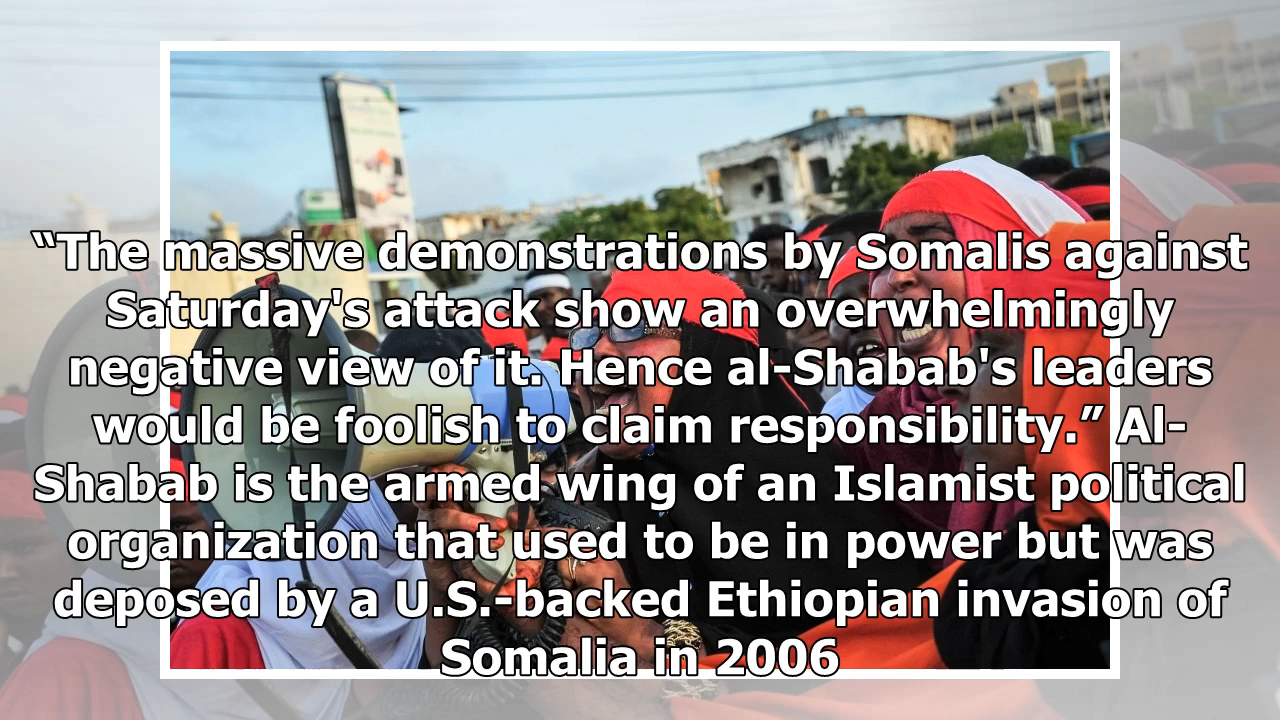 “The massive demonstrations by Somalis against
Saturday's attack show an overwhelmingly
negative view of it. Hence al-Shabab's leaders
would be foolish to claim responsibility.” Al-
Shabab is the armed wing of an Islamist political
organization that used to be in power but was
deposed by a U.S.-backed Ethiopian invasion of
Somalia in 2006